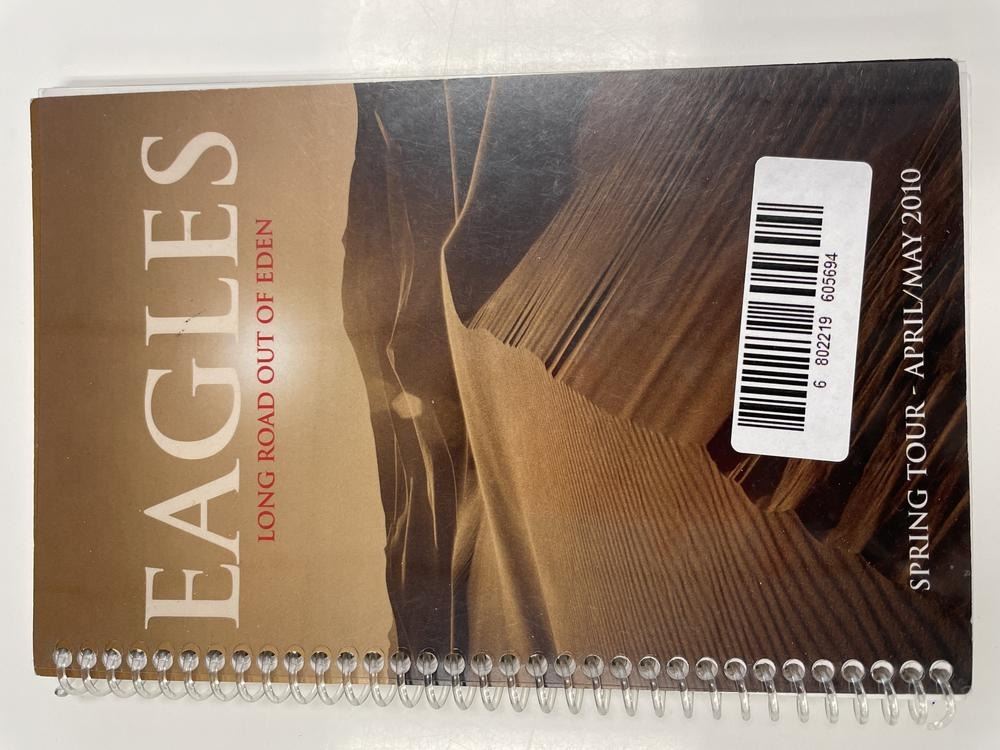 EAGLES
LONG ROAD OUT OF EDEN
6 802219 605694
SPRING TOUR - APRIL/MAY 2010